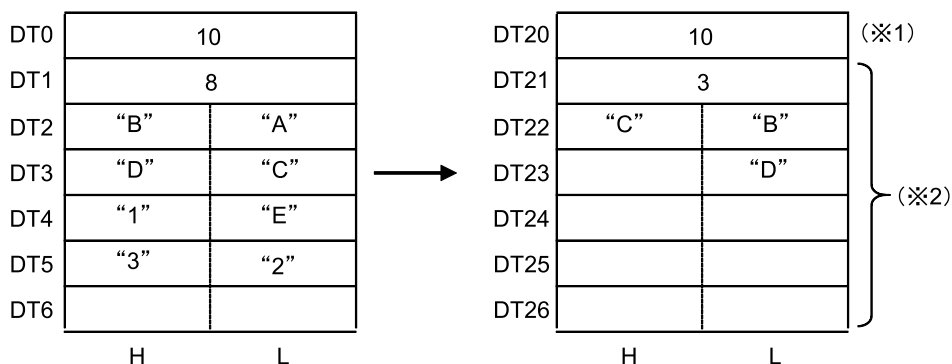 DT0 10 DT20 10 (※1)
DT1 8 DT21 3
DT2 “B” “A” DT22 “C” “B”
DT3 “D” “C” DT23 “D”
(※2)
DT4 “1” “E” DT24
DT5 “3” “2” DT25
DT6 DT26
H L H L